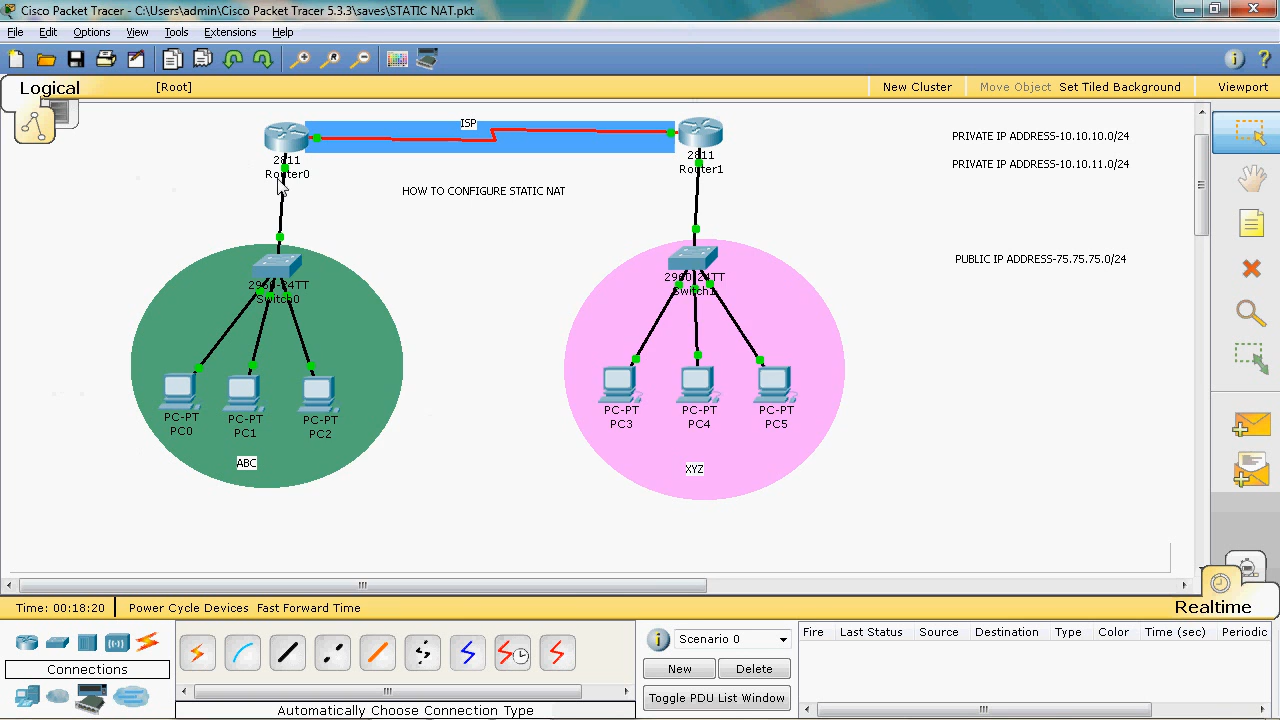 Cisco Packet Tracer - C:\Users\admin\Cisco Packet Tracer 5.3.3\saves\STATIC NAT.pkt
File Edit Options View Tools Extensions Help
Logical [Root] New Cluster Move Object Set Tiled Background Viewport
ISP
2811
Router0
2811
Router1
PRIVATE IP ADDRESS-10.10.10.0/24
PRIVATE IP ADDRESS-10.10.11.0/24
HOW TO CONFIGURE STATIC NAT
PUBLIC IP ADDRESS-75.75.75.0/24
2960-24TT
Switch0
2960-24TT
Switch1
PC-PT
PC0
PC-PT
PC1
PC-PT
PC2
PC-PT
PC3
PC-PT
PC4
PC-PT
PC5
ABC
XYZ
Time: 00:18:20 Power Cycle Devices Fast Forward Time
Realtime
Connections
Automatically Choose Connection Type
Scenario 0
New Delete
Toggle PDU List Window
Fire Last Status Source Destination Type Color Time (sec) Periodic